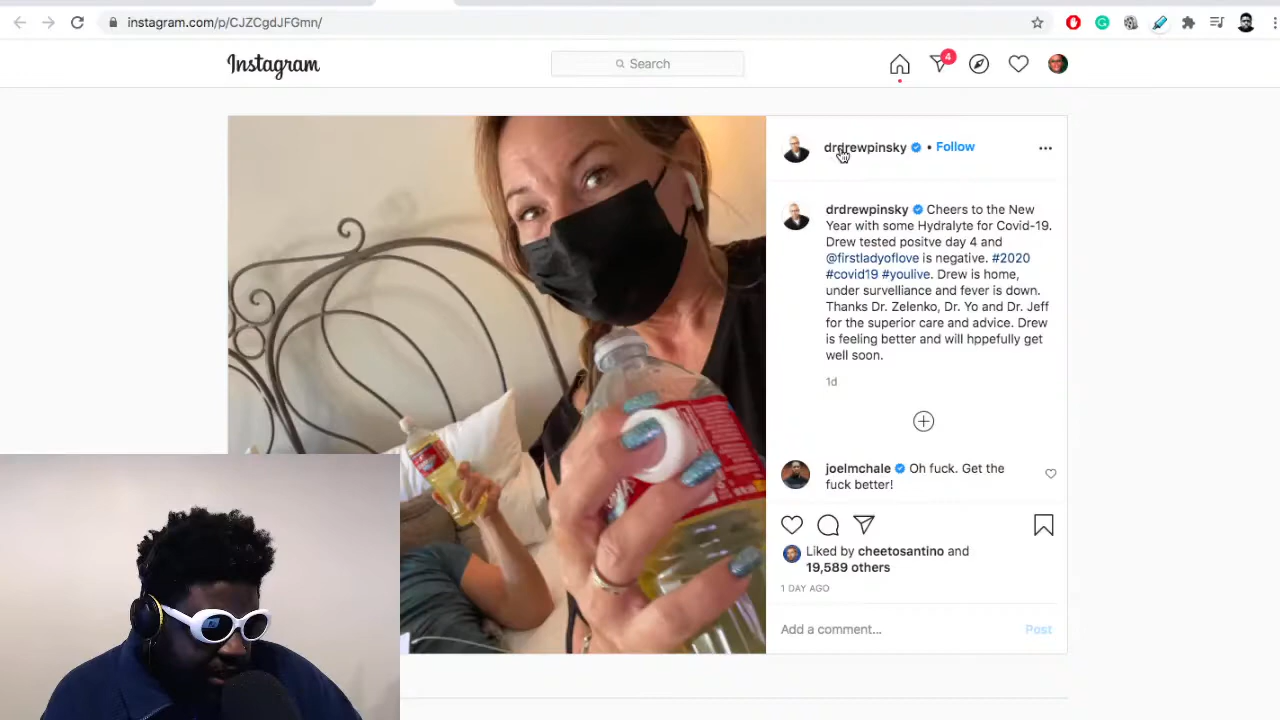 instagram.com/p/CJZCgdJFGmn/
Instagram
Search
4
drdrewpinsky • Follow
drdrewpinsky Cheers to the New
Year with some Hydralyte for Covid-19.
Drew tested positve day 4 and
@firstladyoflove is negative. #2020
#covid19 #youlive. Drew is home,
under survelliance and fever is down.
Thanks Dr. Zelenko, Dr. Yo and Dr. Jeff
for the superior care and advice. Drew
is feeling better and will hppefully get
well soon.
1d
joelmchale Oh fuck. Get the
fuck better!
Liked by cheetosantino and
19,589 others
1 DAY AGO
Add a comment...
Post